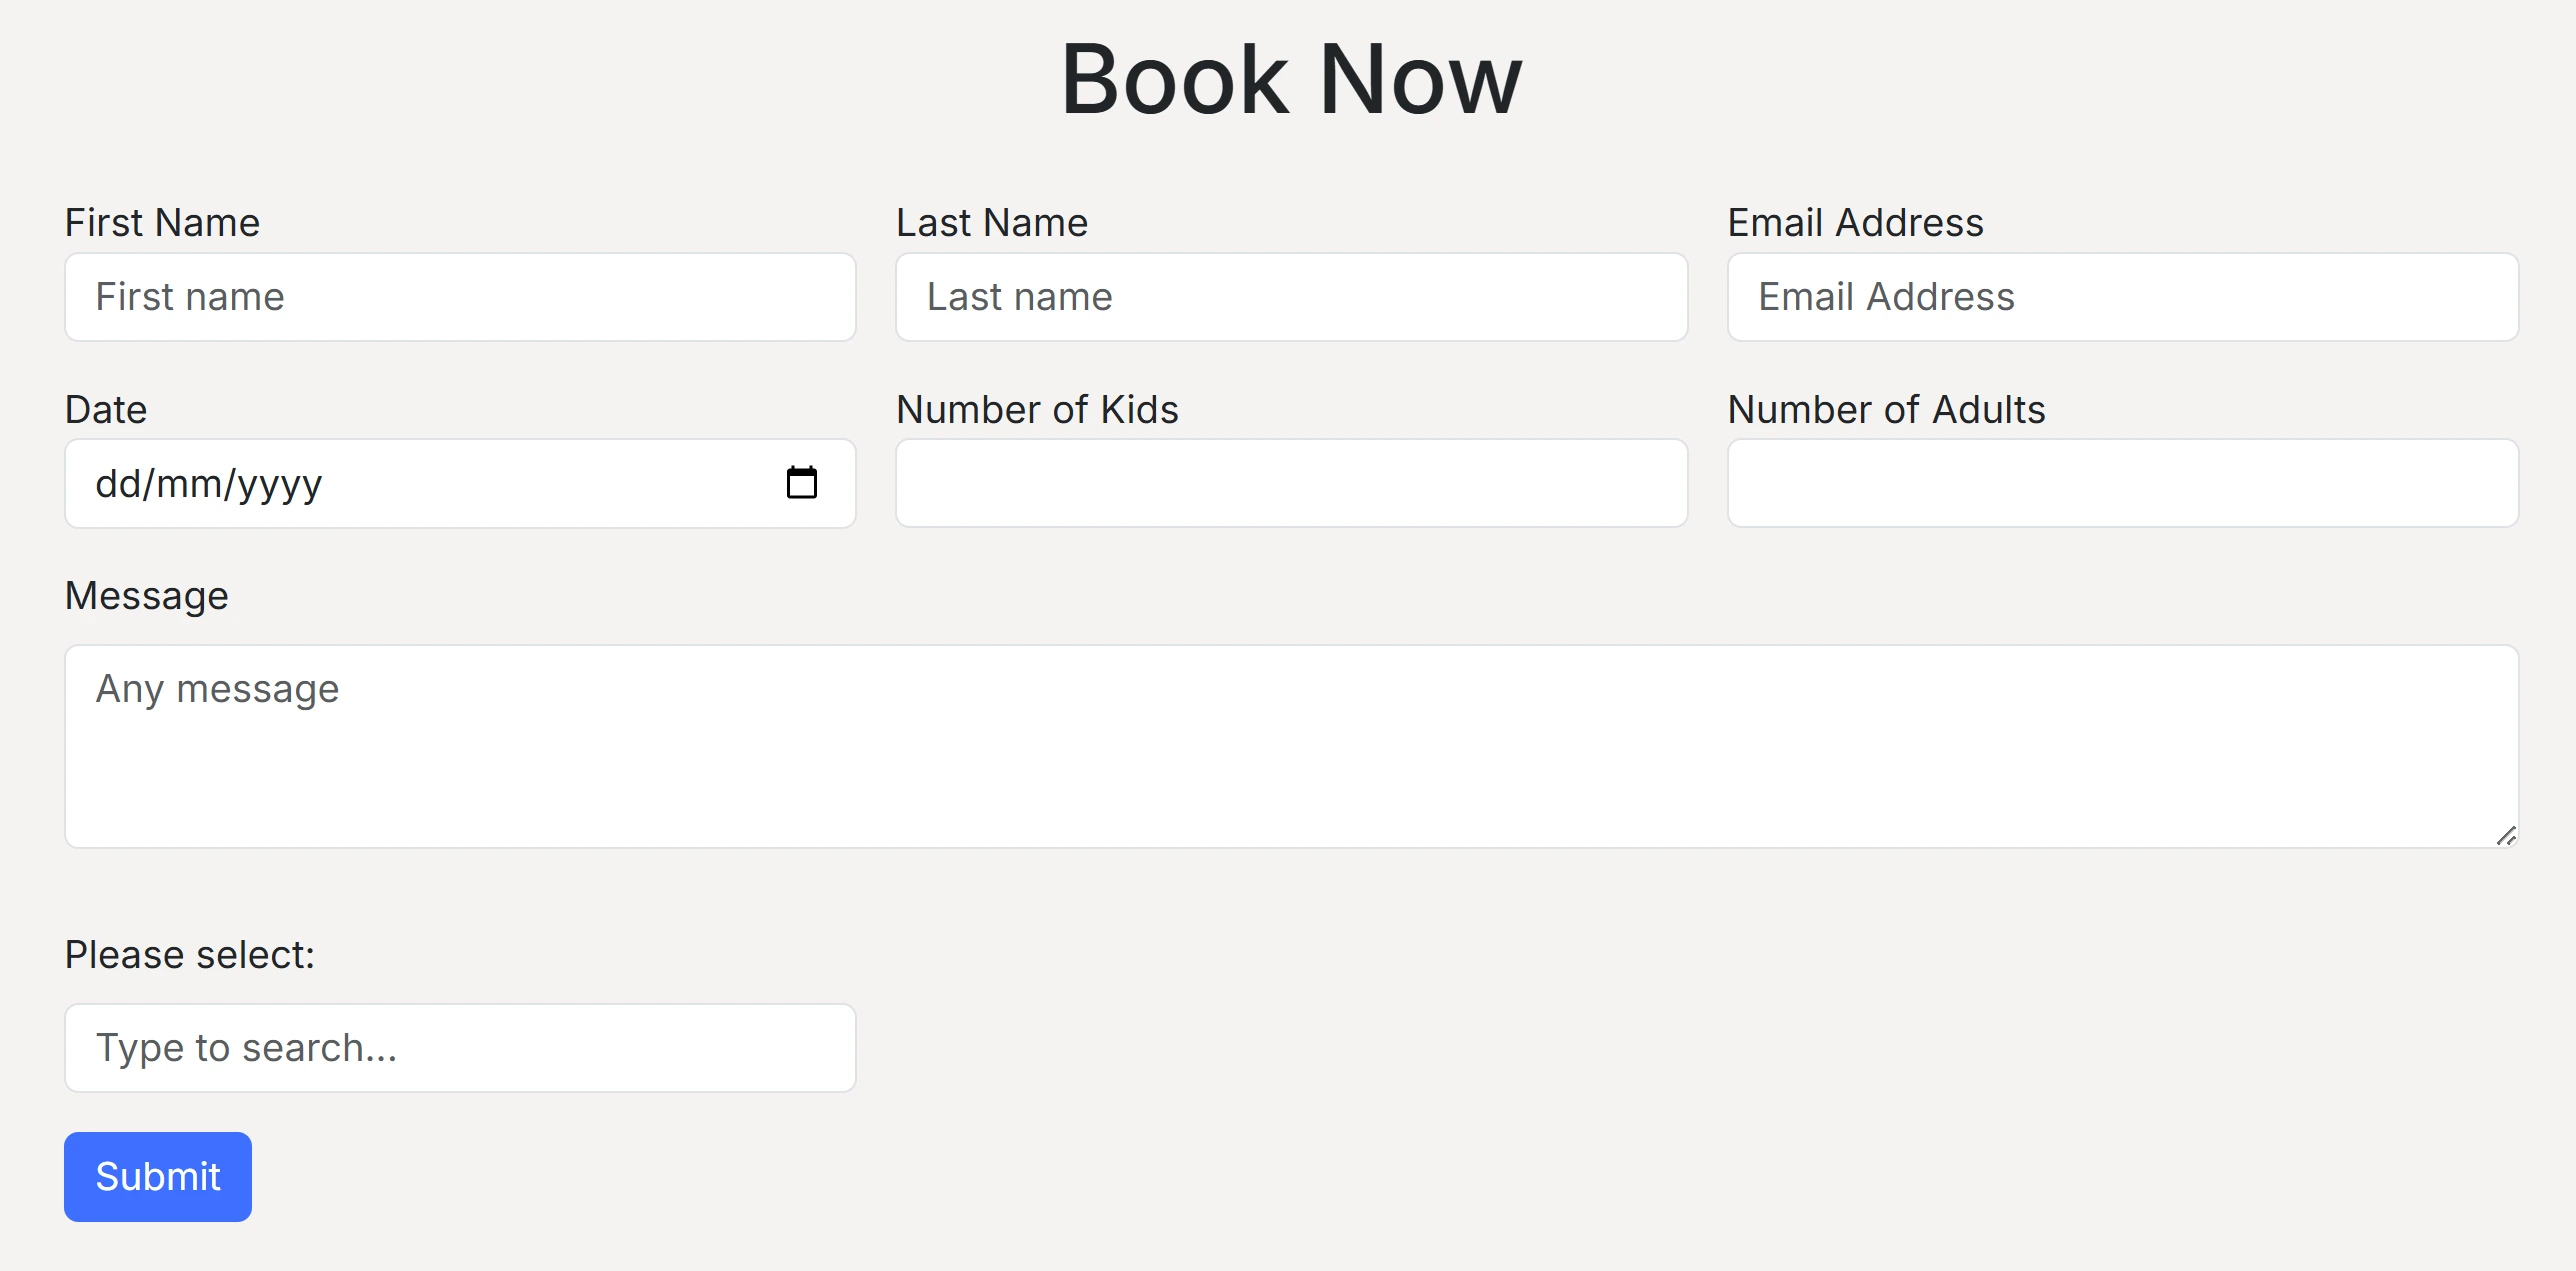 Book Now
First Name Last Name Email Address
First name Last name Email Address
Date Number of Kids Number of Adults
dd/mm/yyyy
Message
Any message
Please select:
Type to search...
Submit